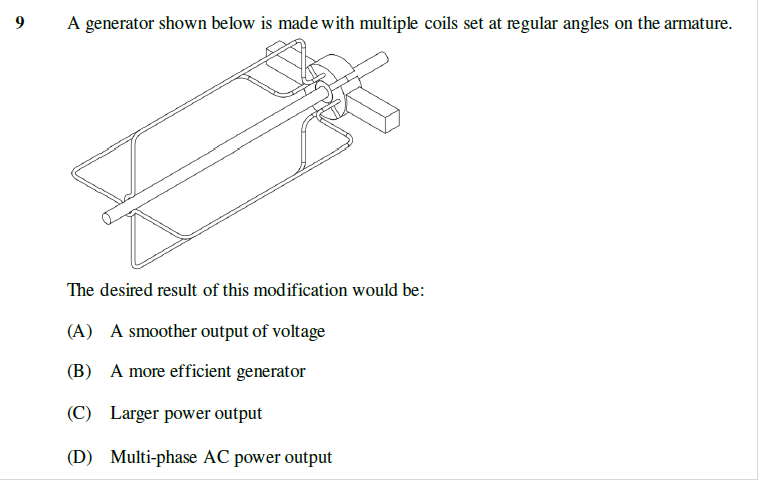 9 A generator shown below is made with multiple coils set at regular angles on the armature.
The desired result of this modification would be:
(A) A smoother output of voltage
(B) A more efficient generator
(C) Larger power output
(D) Multi-phase AC power output